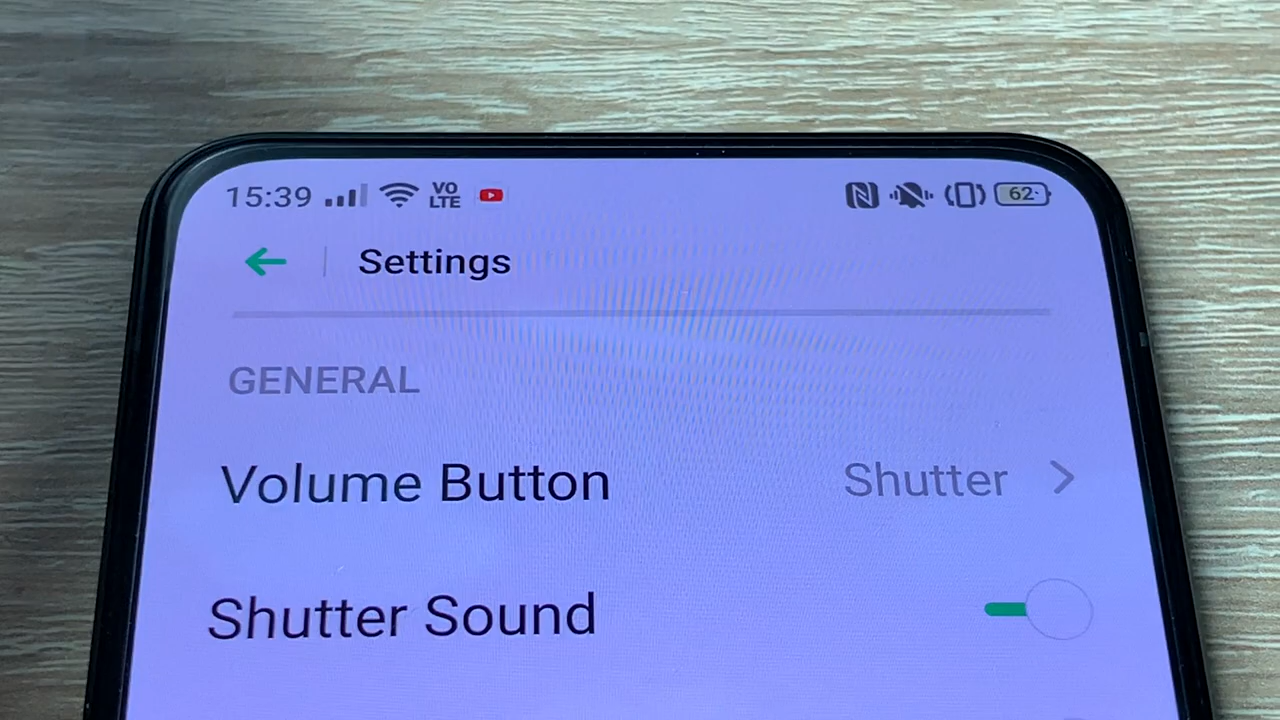 15:39 VO LTE N 62
Settings
GENERAL
Volume Button Shutter
Shutter Sound